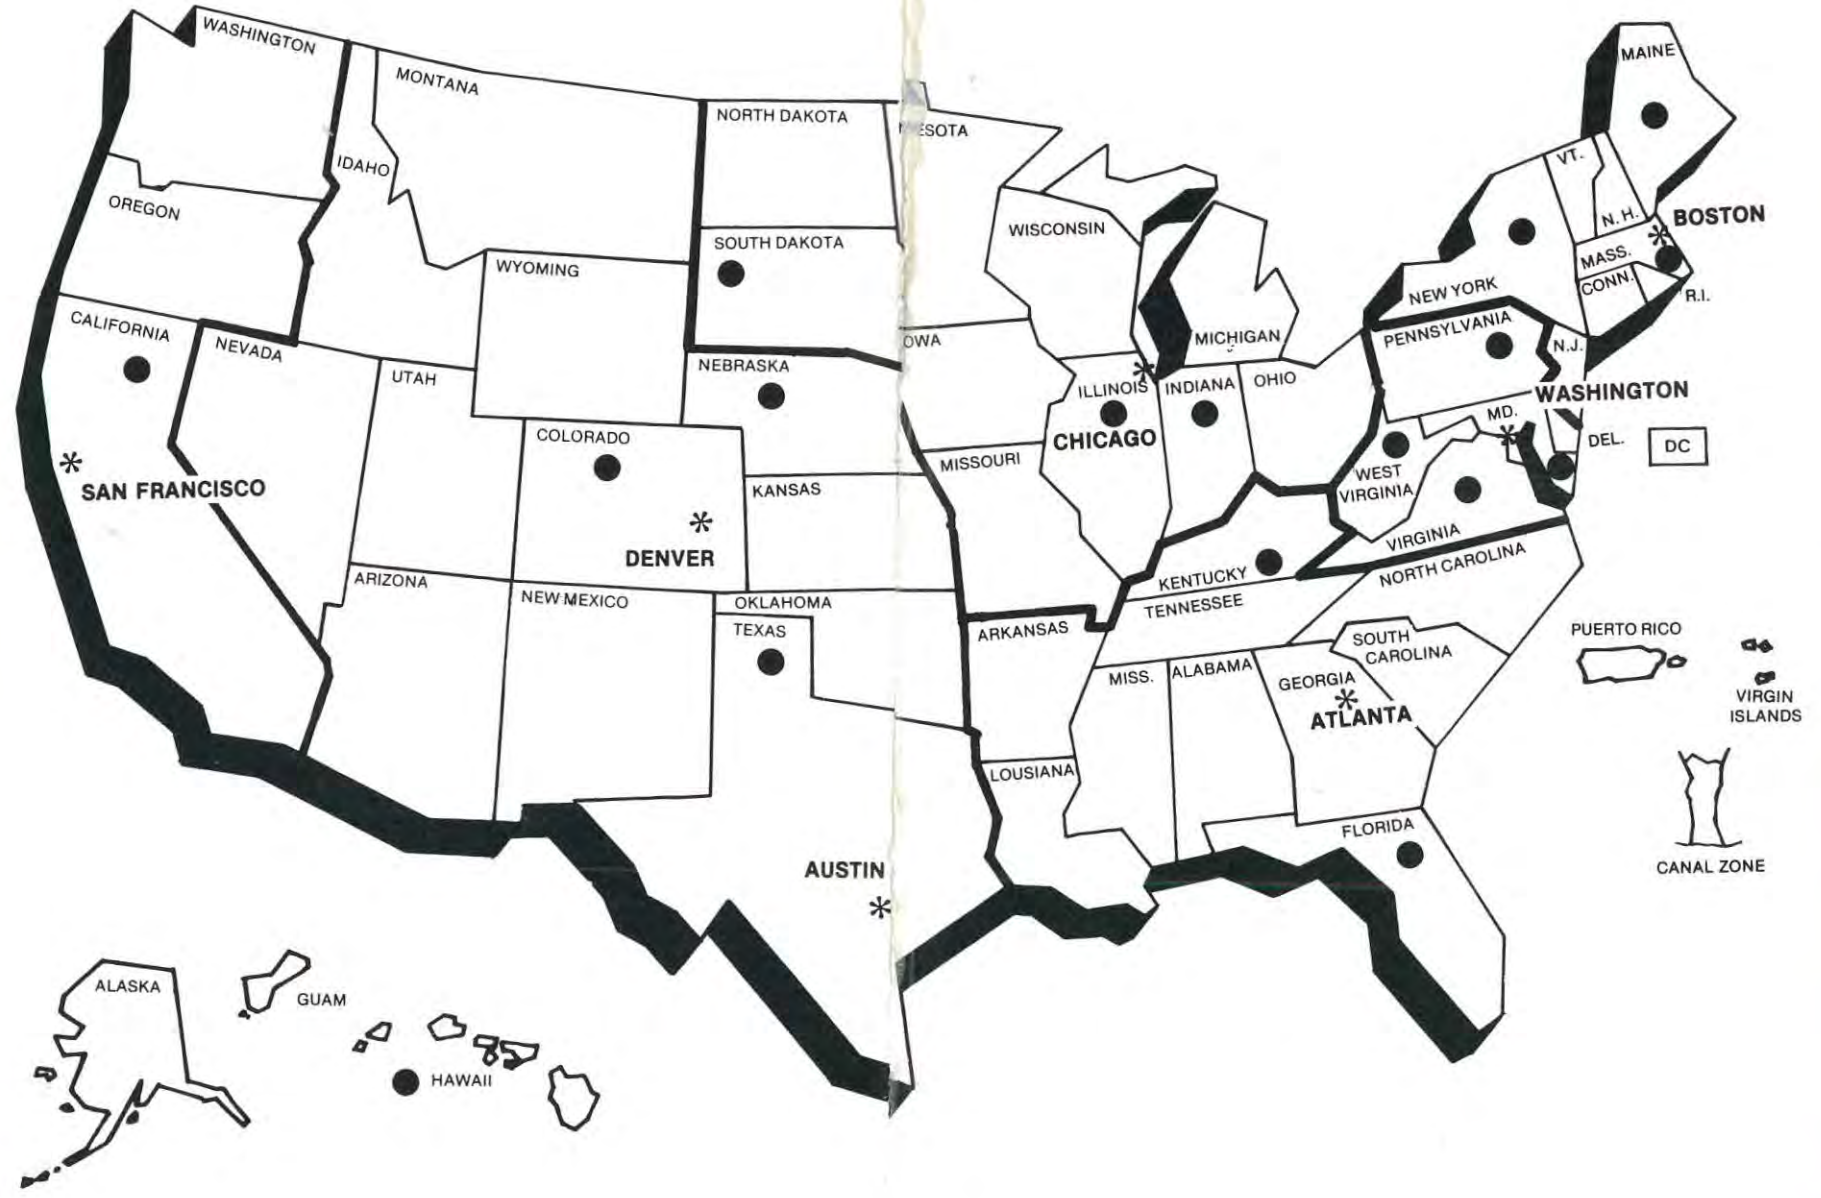 WASHINGTON
MONTANA
NORTH DAKOTA
ESOTA
MAINE
IDAHO
VT.
OREGON
N.H.
BOSTON
WISCONSIN
SOUTH DAKOTA
MASS.
WYOMING
CONN.
NEW YORK
R.I.
CALIFORNIA
NEVADA
OWA
MICHIGAN
PENNSYLVANIA
N.J.
NEBRASKA
UTAH
ILLINOIS
INDIANA
OHIO
WASHINGTON
MD.
COLORADO
CHICAGO
DEL.
DC
MISSOURI
WEST
VIRGINIA
SAN FRANCISCO
KANSAS
DENVER
VIRGINIA
ARIZONA
NEW MEXICO
OKLAHOMA
KENTUCKY
NORTH CAROLINA
TENNESSEE
TEXAS
ARKANSAS
SOUTH
CAROLINA
PUERTO RICO
MISS.
ALABAMA
GEORGIA
ATLANTA
VIRGIN
ISLANDS
LOUSIANA
FLORIDA
CANAL ZONE
AUSTIN
ALASKA
GUAM
HAWAII